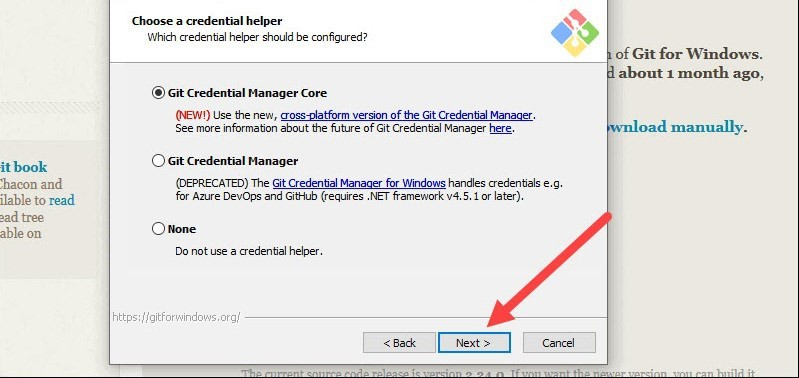 Choose a credential helper
Which credential helper should be configured?
of Git for Windows.
about 1 month ago,
Git Credential Manager Core
(NEW!) Use the new, cross-platform version of the Git Credential Manager.
See more information about the future of Git Credential Manager here.
wnload manually.
it book
Chacon and
ilable to read
ead tree
able on
Git Credential Manager
(DEPRECATED) The Git Credential Manager for Windows handles credentials e.g.
for Azure DevOps and GitHub (requires .NET framework v4.5.1 or later).
None
Do not use a credential helper.
https://gitforwindows.org/
< Back
Next >
Cancel
The current source code release is version 2.24.0. If you want the newer version, you can build it